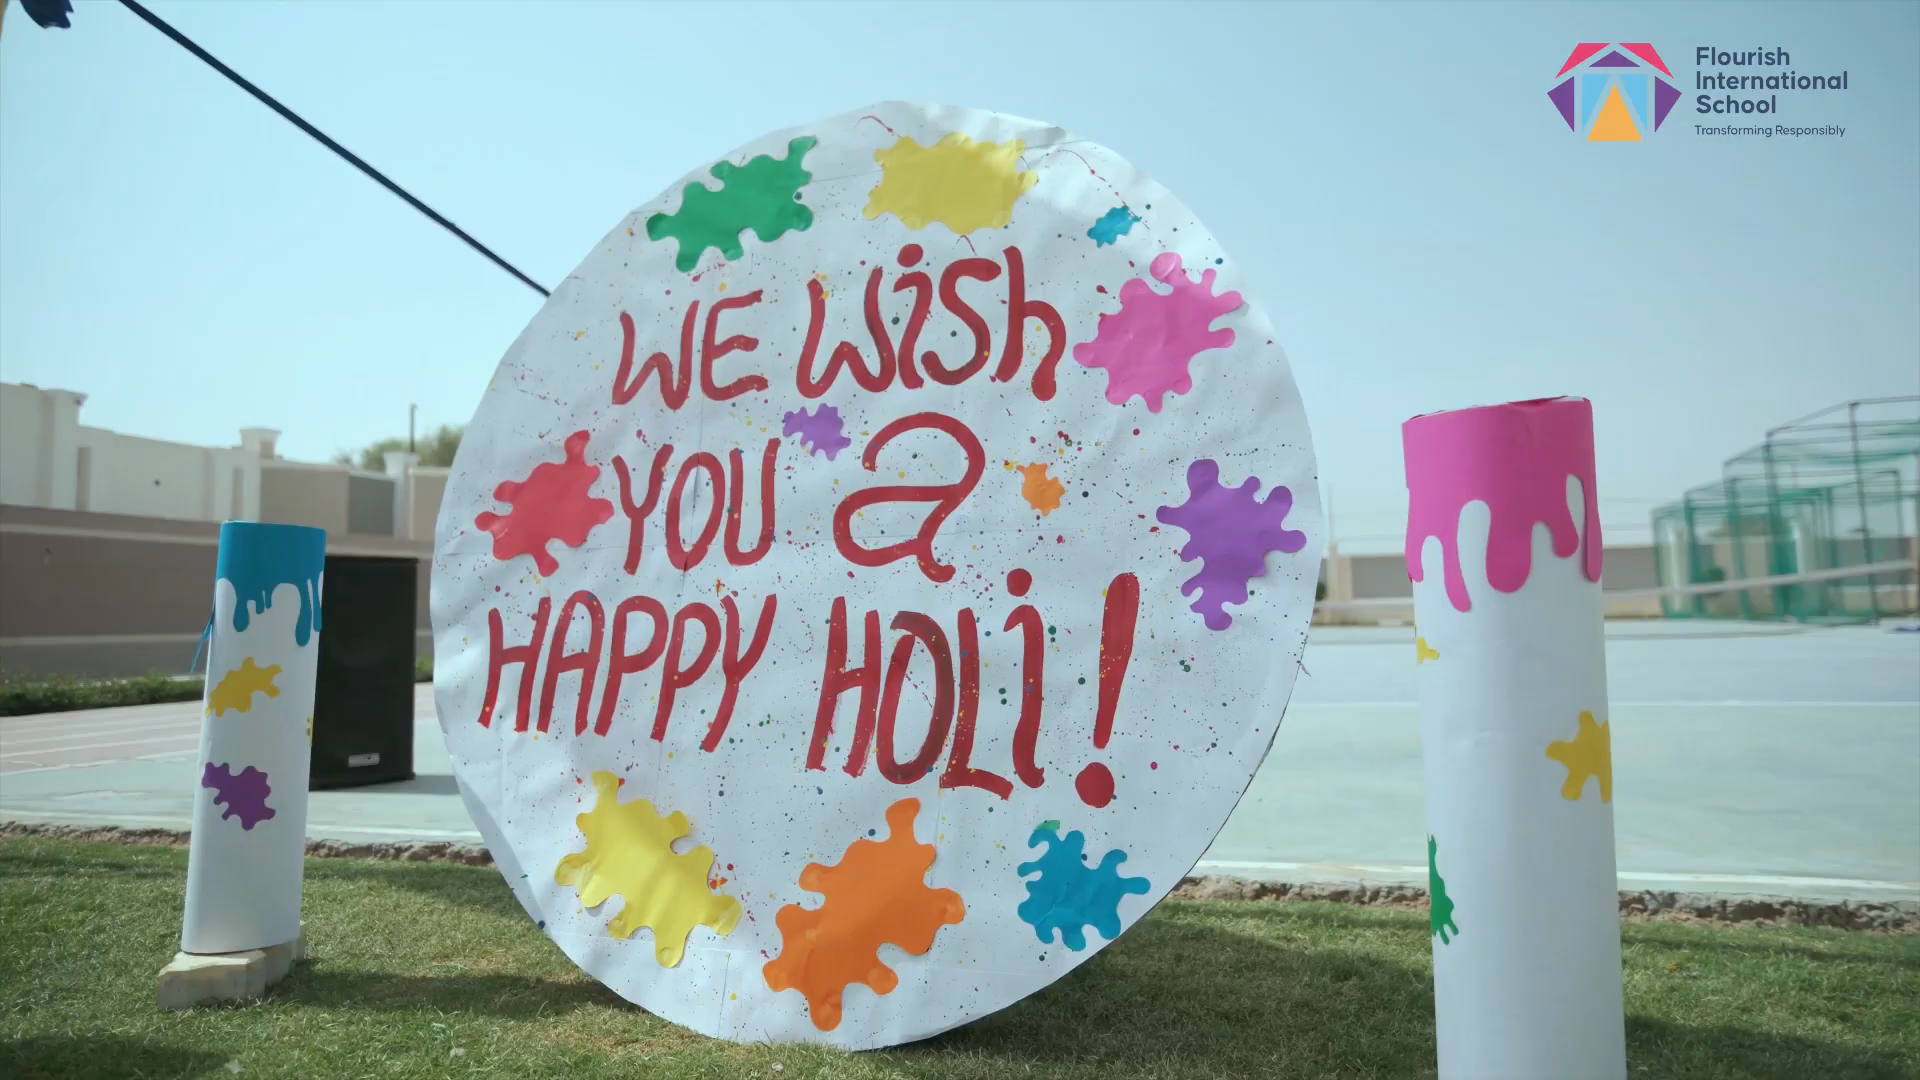 Flourish
International
School
Transforming Responsibly
WE WiSh
YOU a
HAPPY HOLi!